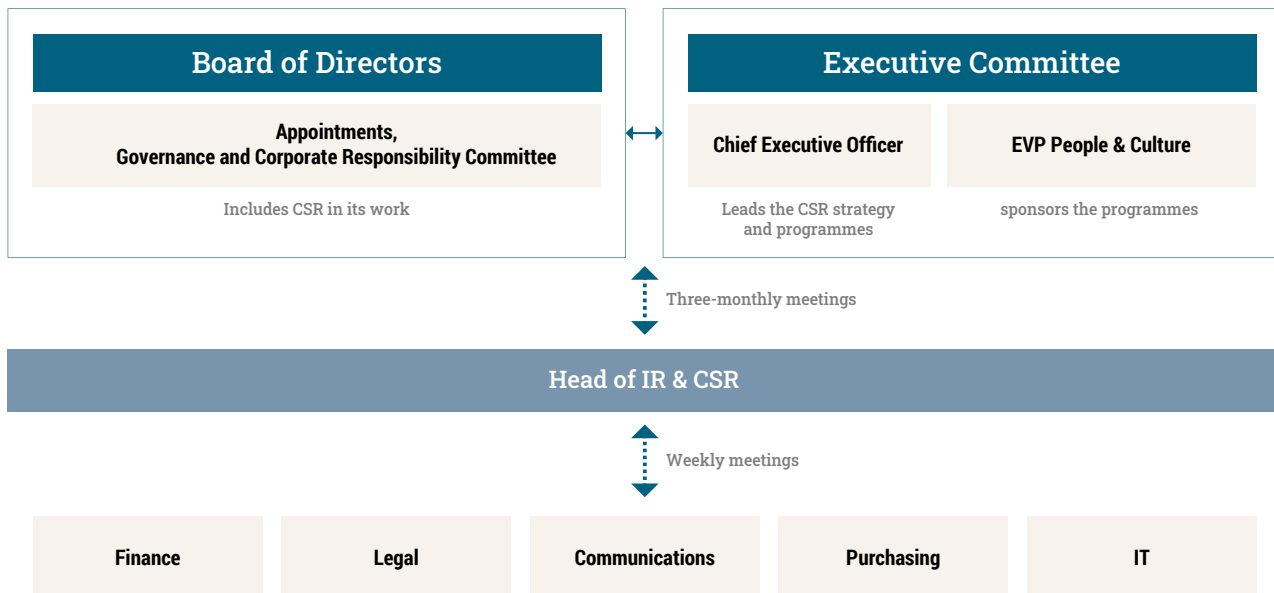 Board of Directors
Appointments,
Governance and Corporate Responsibility Committee
Includes CSR in its work
Executive Committee
Chief Executive Officer
Leads the CSR strategy
and programmes
EVP People & Culture
sponsors the programmes
Three-monthly meetings
Head of IR & CSR
Weekly meetings
Finance
Legal
Communications
Purchasing
IT